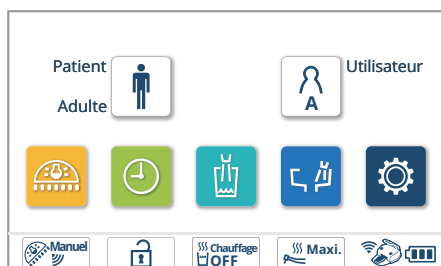 Patient
Utilisateur
Adulte
A
Manuel
Chauffage
OFF
Maxi.